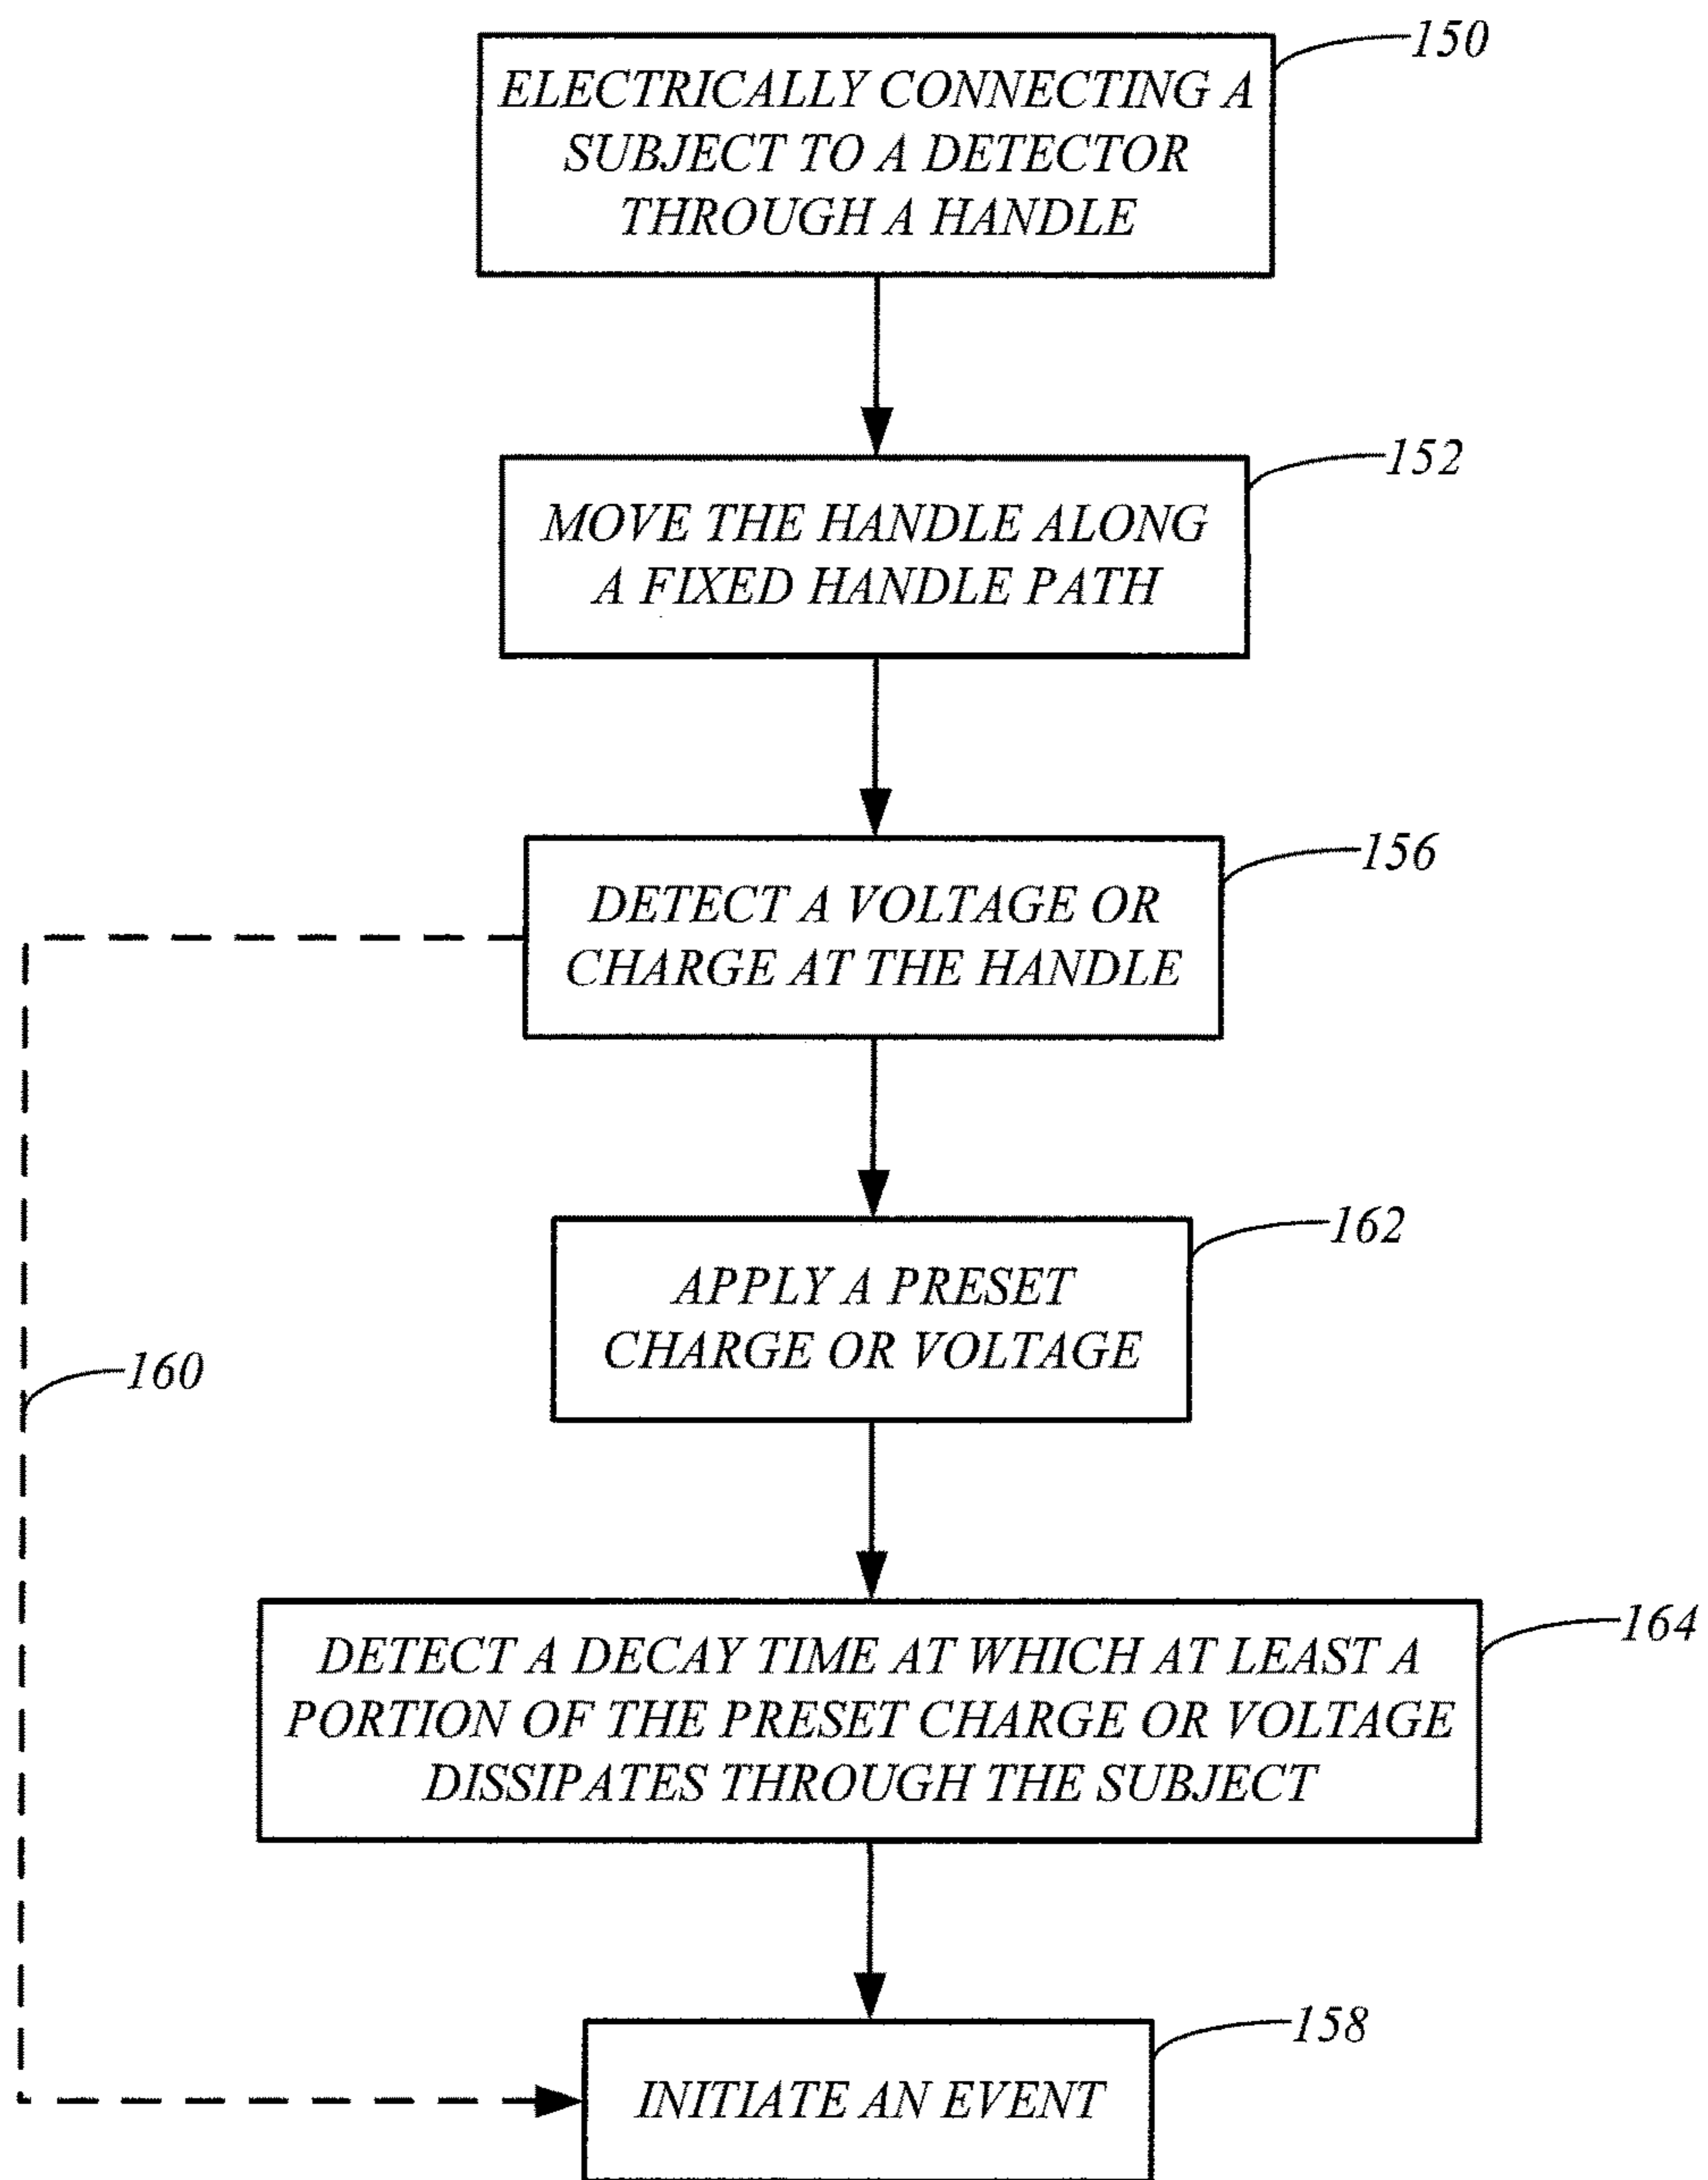 150
ELECTRICALLY CONNECTING A
SUBJECT TO A DETECTOR
THROUGH A HANDLE
152
MOVE THE HANDLE ALONG
A FIXED HANDLE PATH
156
DETECT A VOLTAGE OR
CHARGE AT THE HANDLE
162
APPLY A PRESET
CHARGE OR VOLTAGE
160
164
DETECT A DECAY TIME AT WHICH AT LEAST A
PORTION OF THE PRESET CHARGE OR VOLTAGE
DISSIPATES THROUGH THE SUBJECT
158
INITIATE AN EVENT